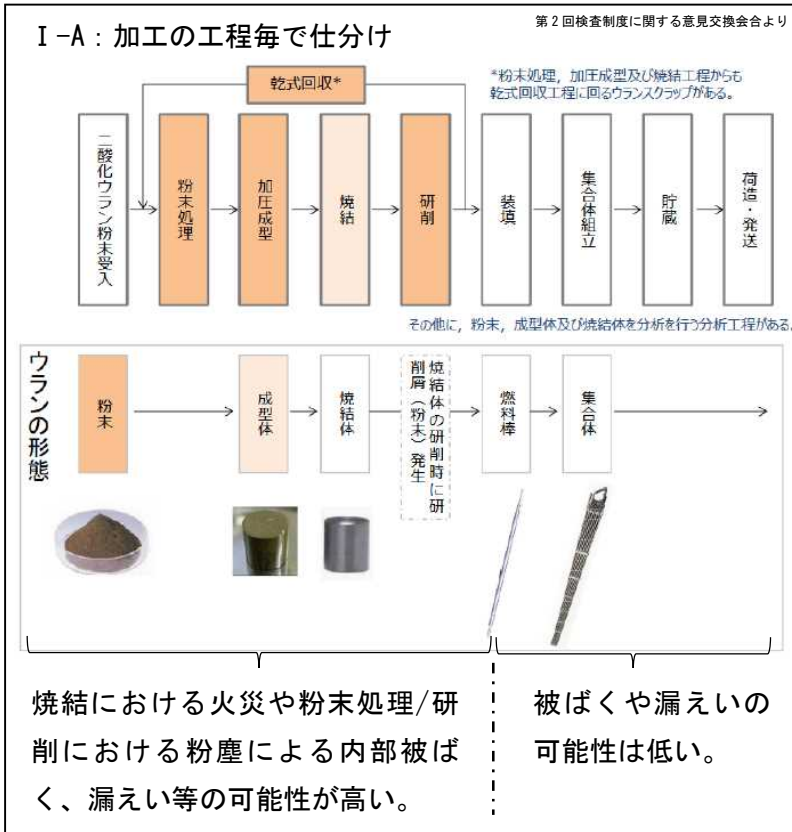 Ⅰ-A：加工の工程毎で仕分け
第２回検査制度に関する意見交換会合より
乾式回収*
*粉末処理，加圧成型及び焼結工程からも
乾式回収工程に回るウランスクラップがある。
二酸化ウラン粉末受入
粉末処理
加圧成型
焼結
研削
装填
集合体組立
貯蔵
荷造・発送
その他に，粉末，成型体及び焼結体を分析を行う分析工程がある。
ウランの形態
粉末
成型体
焼結体
焼結体の研削時に研
削屑（粉末）発生
燃料棒
集合体
焼結における火災や粉末処理/研
削における粉塵による内部被ば
く、漏えい等の可能性が高い。
被ばくや漏えいの
可能性は低い。